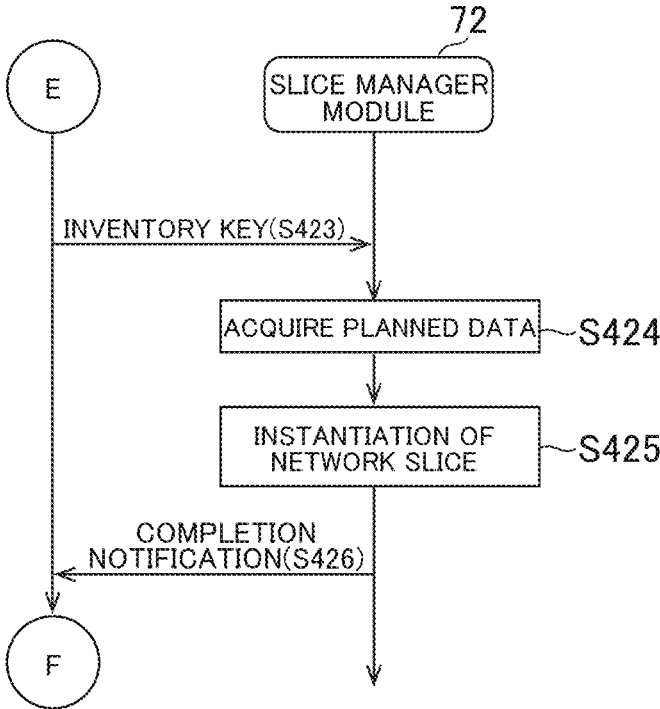 72
E
SLICE MANAGER
MODULE
INVENTORY KEY(S423)
ACQUIRE PLANNED DATA
S424
INSTANTIATION OF
NETWORK SLICE
S425
COMPLETION
NOTIFICATION(S426)
F